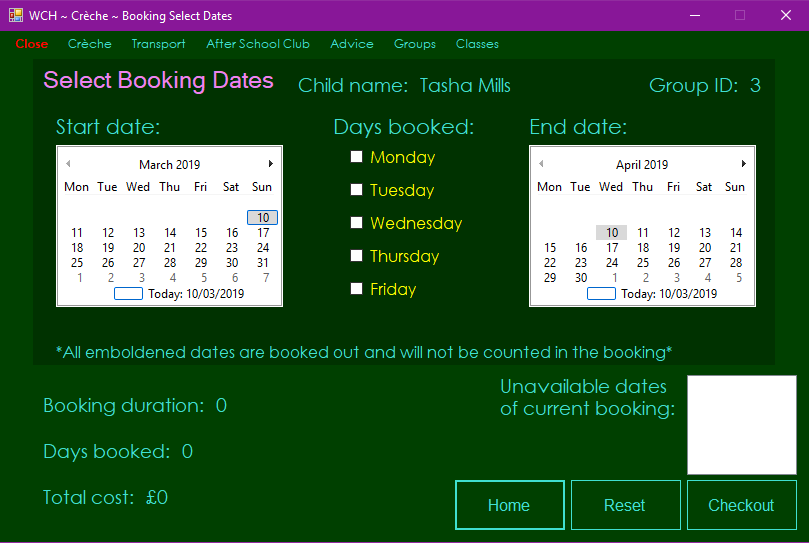 WCH ~ Crèche ~ Booking Select Dates
Close Crèche Transport After School Club Advice Groups Classes
Select Booking Dates Child name: Tasha Mills Group ID: 3
Start date:
March 2019
Mon Tue Wed Thu Fri Sat Sun
10
11 12 13 14 15 16 17
18 19 20 21 22 23 24
25 26 27 28 29 30 31
1 2 3 4 5 6 7
Today: 10/03/2019
Days booked:
Monday
Tuesday
Wednesday
Thursday
Friday
End date:
April 2019
Mon Tue Wed Thu Fri Sat Sun
10 11 12 13 14
15 16 17 18 19 20 21
22 23 24 25 26 27 28
29 30 1 2 3 4 5
Today: 10/03/2019
*All emboldened dates are booked out and will not be counted in the booking*
Booking duration: 0
Days booked: 0
Total cost: £0
Unavailable dates
of current booking:
Home Reset Checkout